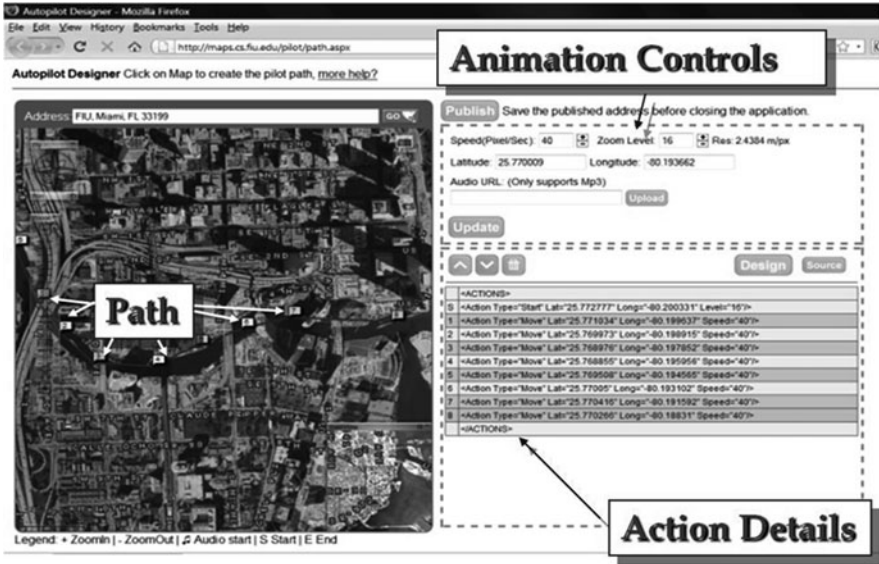 Autopilot Designer - Mozilla Firefox
File Edit View History Bookmarks Tools Help
http://maps.cs.fiu.edu/pilot/path.aspx
Autopilot Designer Click on Map to create the pilot path, more help?
Animation Controls
Address: FIU, Miami, FL 33199 GO
Publish Save the published address before closing the application.
Speed(Pixel/Sec): 40 Zoom Level: 16 Res: 2.4384 m/px
Latitude: 25.770009 Longitude: -80.193662
Audio URL: (Only supports Mp3)
Upload
Update
Design Source
Path
<ACTIONS>
S <Action Type="Start" Lat="25.772777" Long="-80.200331" Level="16"/>
1 <Action Type="Move" Lat="25.771034" Long="-80.199637" Speed="40"/>
2 <Action Type="Move" Lat="25.769973" Long="-80.198915" Speed="40"/>
3 <Action Type="Move" Lat="25.768976" Long="-80.197852" Speed="40"/>
4 <Action Type="Move" Lat="25.768855" Long="-80.195956" Speed="40"/>
5 <Action Type="Move" Lat="25.769508" Long="-80.194565" Speed="40"/>
6 <Action Type="Move" Lat="25.77005" Long="-80.193102" Speed="40"/>
7 <Action Type="Move" Lat="25.770416" Long="-80.191592" Speed="40"/>
8 <Action Type="Move" Lat="25.770266" Long="-80.18831" Speed="40"/>
</ACTIONS>
Action Details
Legend: + ZoomIn | - ZoomOut | ♫ Audio start | S Start | E End